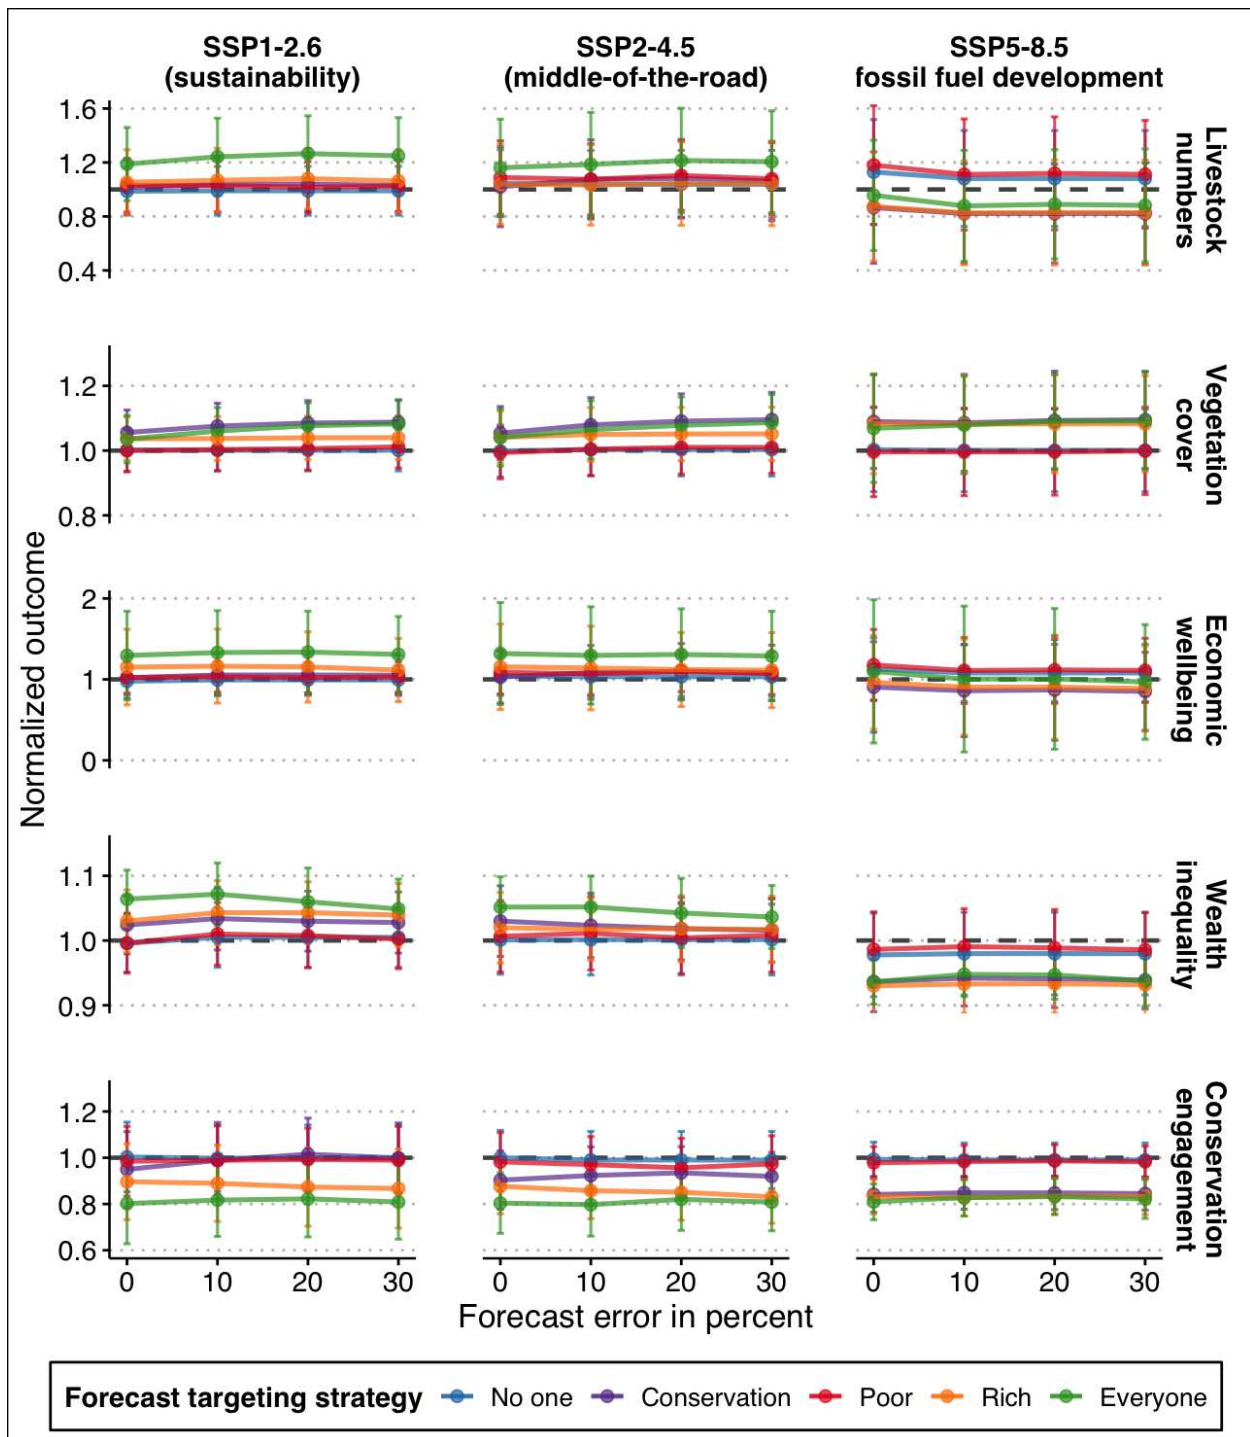 SSP1-2.6
(sustainability)
SSP2-4.5
(middle-of-the-road)
SSP5-8.5
fossil fuel development
Normalized outcome
1.6
1.2
0.8
0.4
Livestock
numbers
1.2
1.0
0.8
Vegetation
cover
2
1
0
Economic
wellbeing
1.1
1.0
0.9
Wealth
inequality
1.2
1.0
0.8
0.6
Conservation
engagement
0 10 20 30 0 10 20 30 0 10 20 30
Forecast error in percent
Forecast targeting strategy No one Conservation Poor Rich Everyone